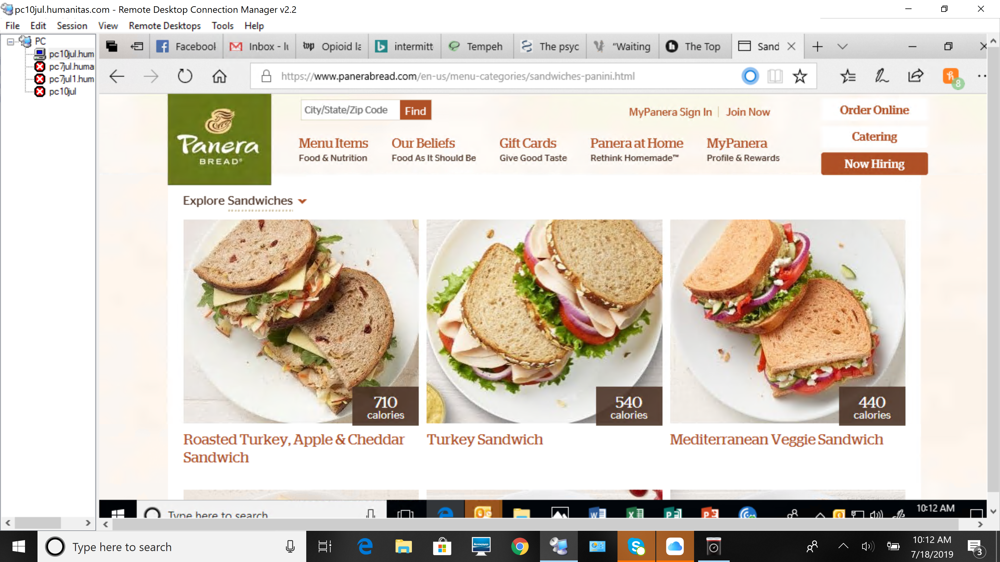 pc10jul.humanitas.com - Remote Desktop Connection Manager v2.2
File Edit Session View Remote Desktops Tools Help
PC
pc10jul.hum
pc7jul.huma
pc7jul1.hum
pc10jul
Facebool Inbox - lu wp Opioid la b intermitt Tempeh The psyc "Waiting h The Top Sand
https://www.panerabread.com/en-us/menu-categories/sandwiches-panini.html
8
City/State/Zip Code Find
MyPanera Sign In | Join Now
Order Online
Catering
Now Hiring
Panera
BREAD®
Menu Items Our Beliefs Gift Cards Panera at Home MyPanera
Food & Nutrition Food As It Should Be Give Good Taste Rethink Homemade™ Profile & Rewards
Explore Sandwiches
710
calories
540
calories
440
calories
Roasted Turkey, Apple & Cheddar
Sandwich
Turkey Sandwich
Mediterranean Veggie Sandwich
Type here to search
10:12 AM
Type here to search
lenovo
10:12 AM
7/18/2019
3